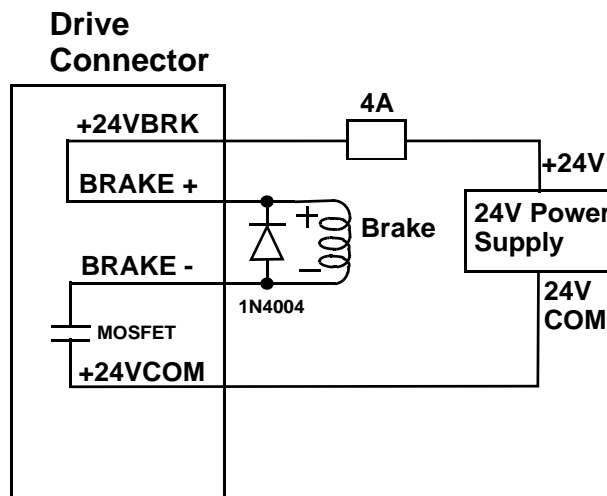 Drive
Connector
4A
+24VBRK
+24V
BRAKE +
+
Brake
24V Power
Supply
BRAKE -
–
1N4004
24V
COM
MOSFET
+24VCOM